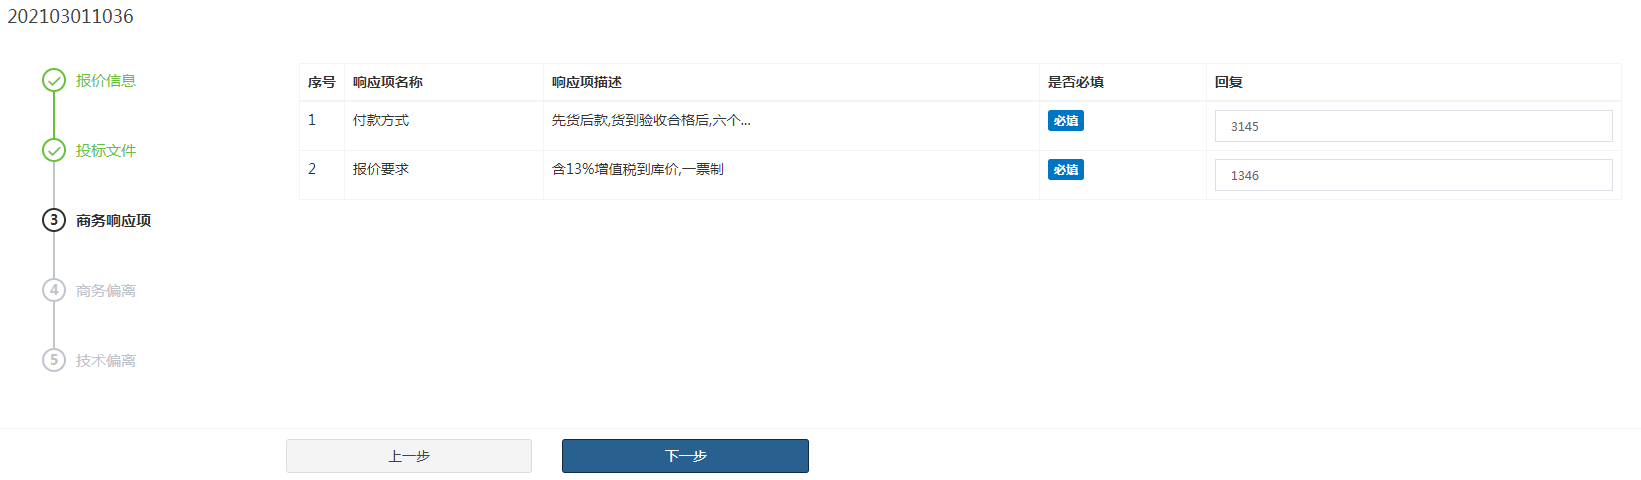 202103011036
报价信息
投标文件
3 商务响应项
4 商务偏离
5 技术偏离
序号 响应项名称 响应项描述 是否必填 回复
1 付款方式 先货后款,货到验收合格后,六个... 必填 3145
2 报价要求 含13%增值税到库价,一票制 必填 1346
上一步 下一步